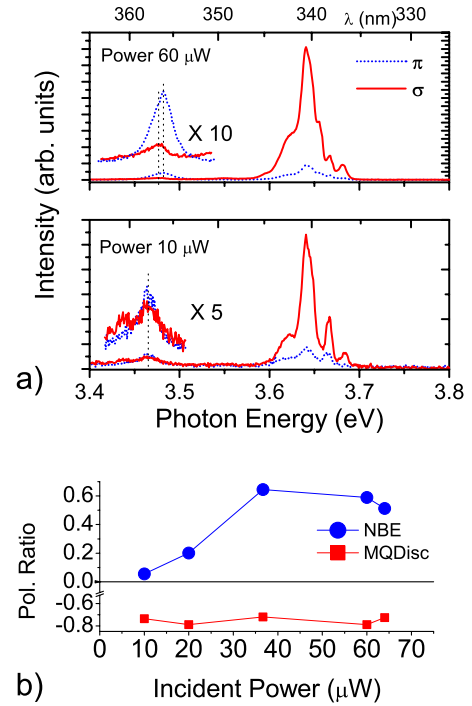 360 350 340 λ (nm) 330
Power 60 μW
π
σ
X 10
Intensity (arb. units)
Power 10 μW
X 5
a)
3.4 3.5 3.6 3.7 3.8
Photon Energy (eV)
0.6
0.4
0.2
0.0
-0.6
-0.8
Pol. Ratio
NBE
MQDisc
0 10 20 30 40 50 60 70
b)
Incident Power (μW)